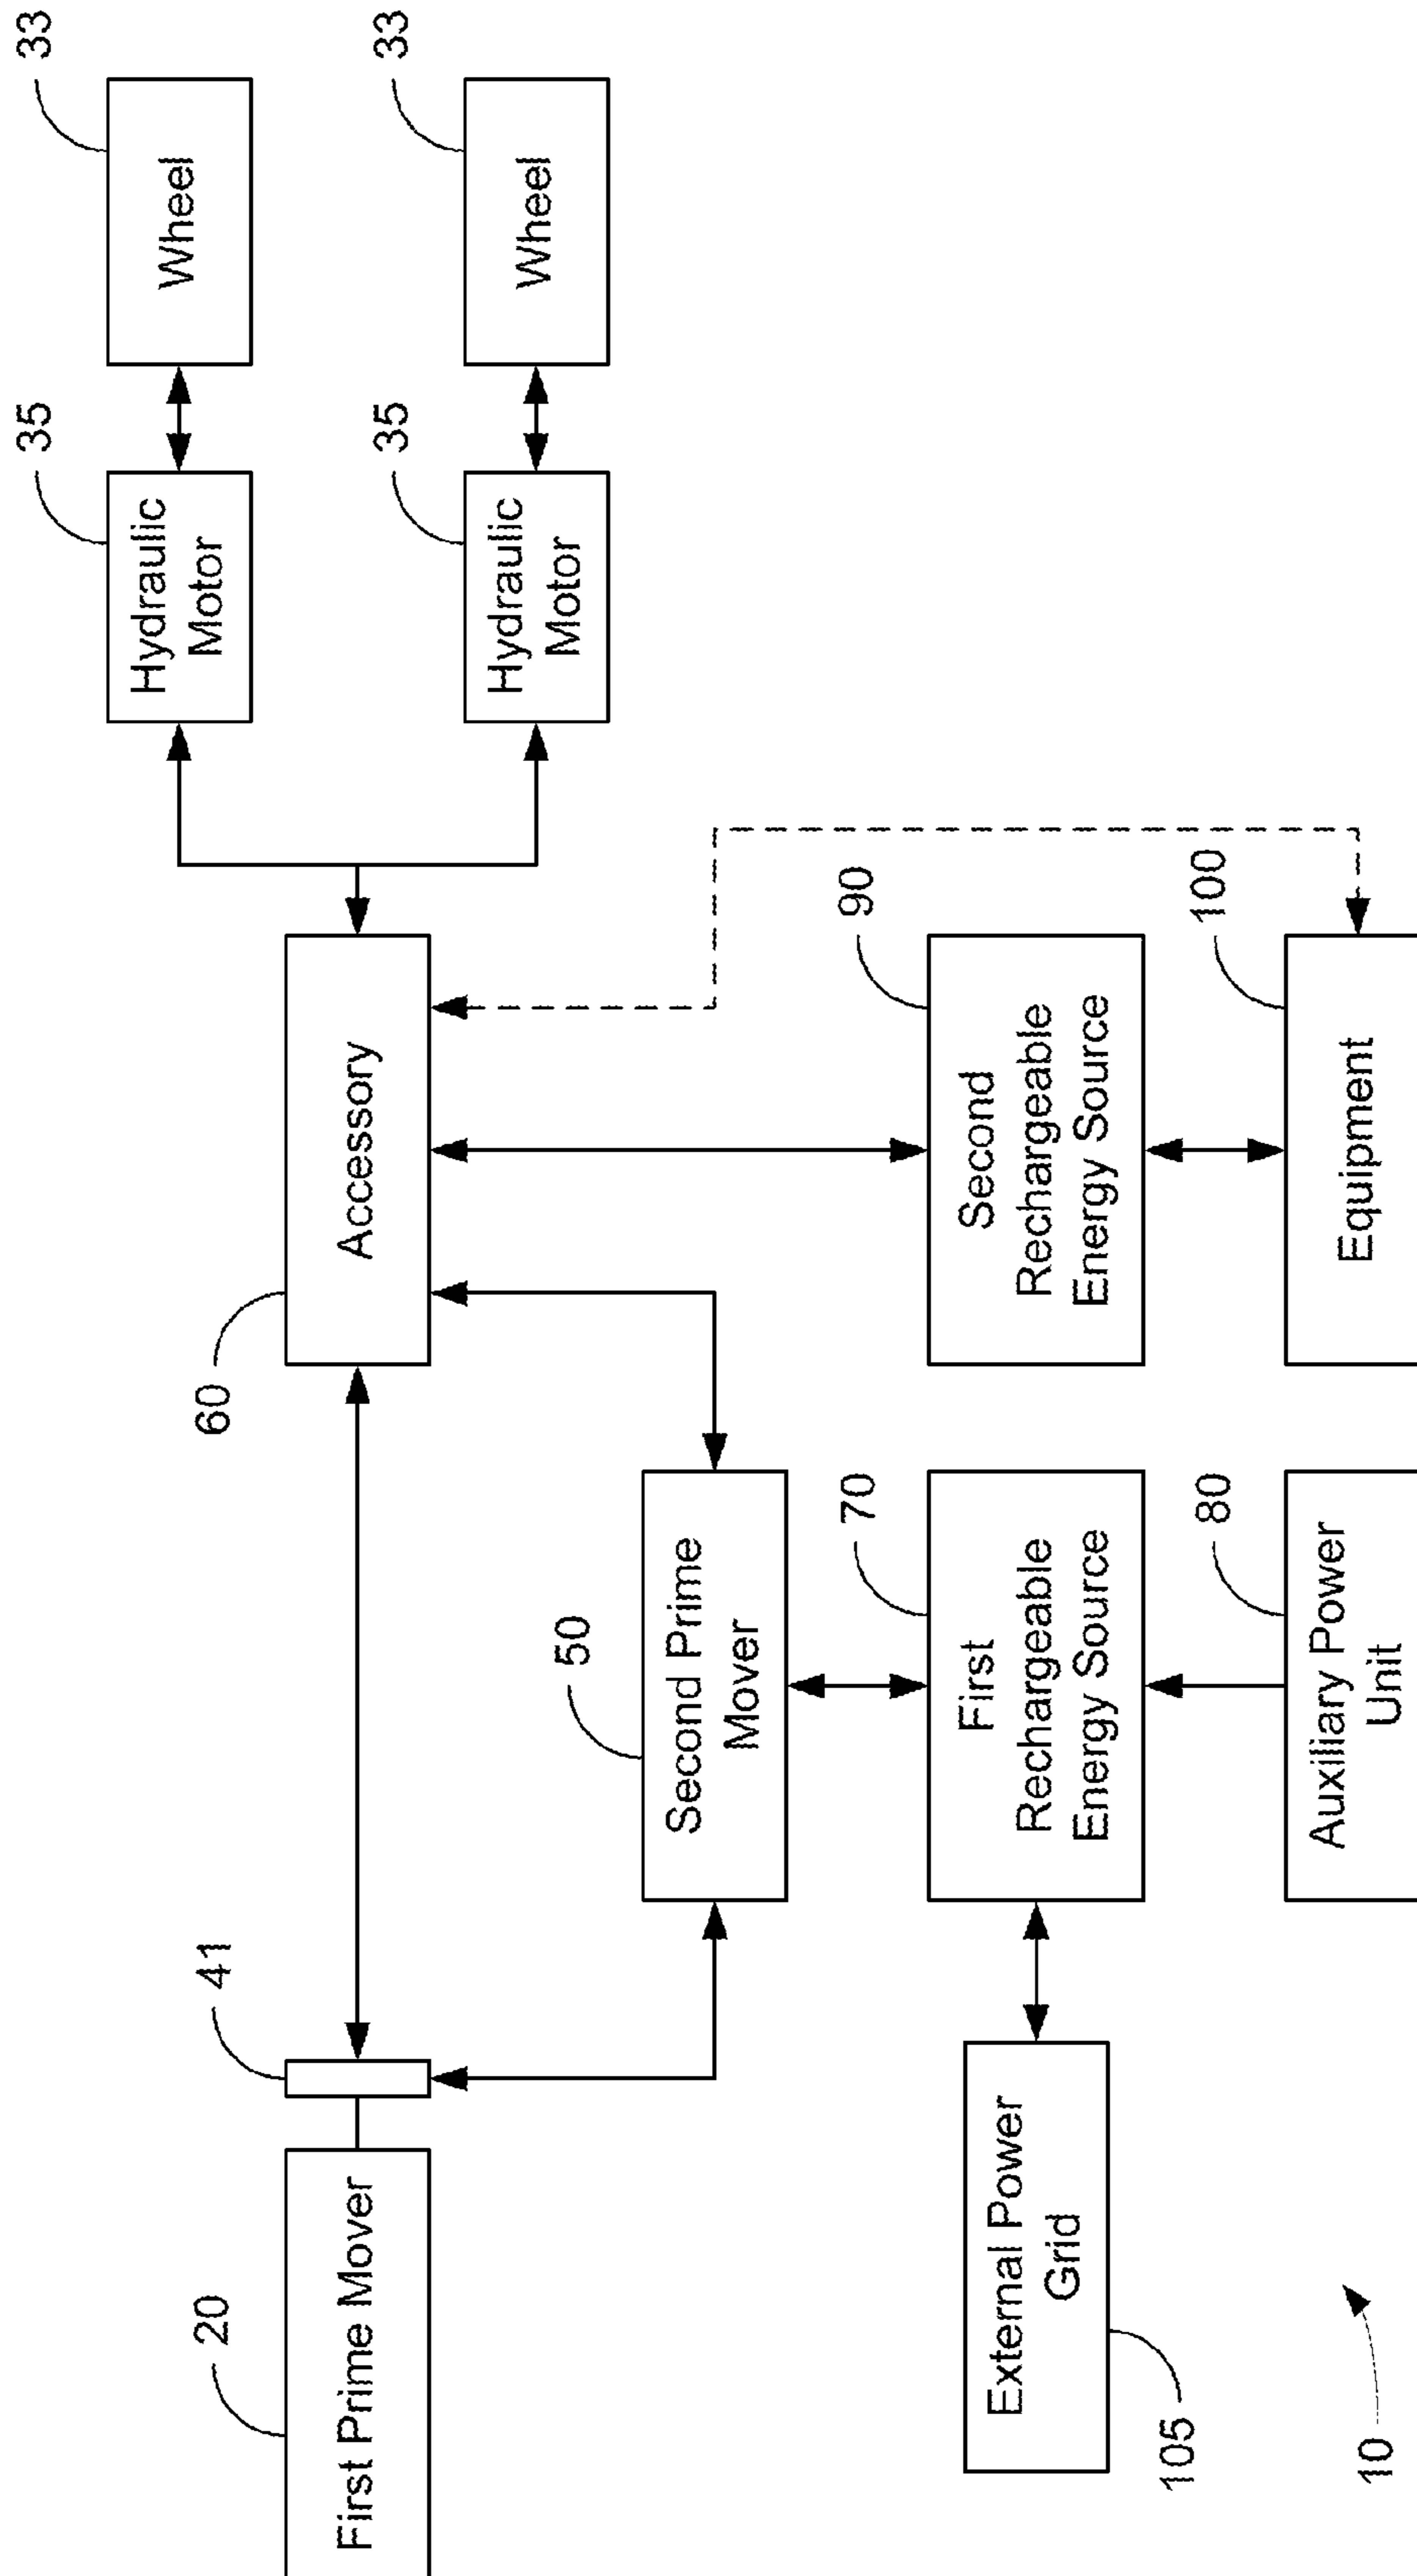 33
Wheel
35
Hydraulic
Motor
33
Wheel
35
Hydraulic
Motor
20
First Prime Mover
41
60
Accessory
50
Second Prime
Mover
105
External Power
Grid
70
First
Rechargeable
Energy Source
90
Second
Rechargeable
Energy Source
10
80
Auxiliary Power
Unit
100
Equipment